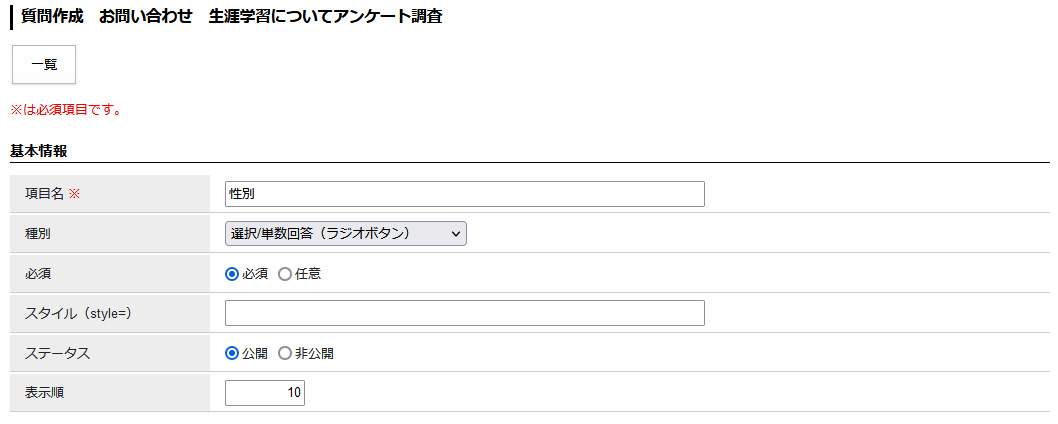 質問作成　お問い合わせ　生涯学習についてアンケート調査
一覧
※は必須項目です。
基本情報
項目名 ※ 性別
種別 選択/単数回答（ラジオボタン）
必須 必須 任意
スタイル（style=）
ステータス 公開 非公開
表示順 10